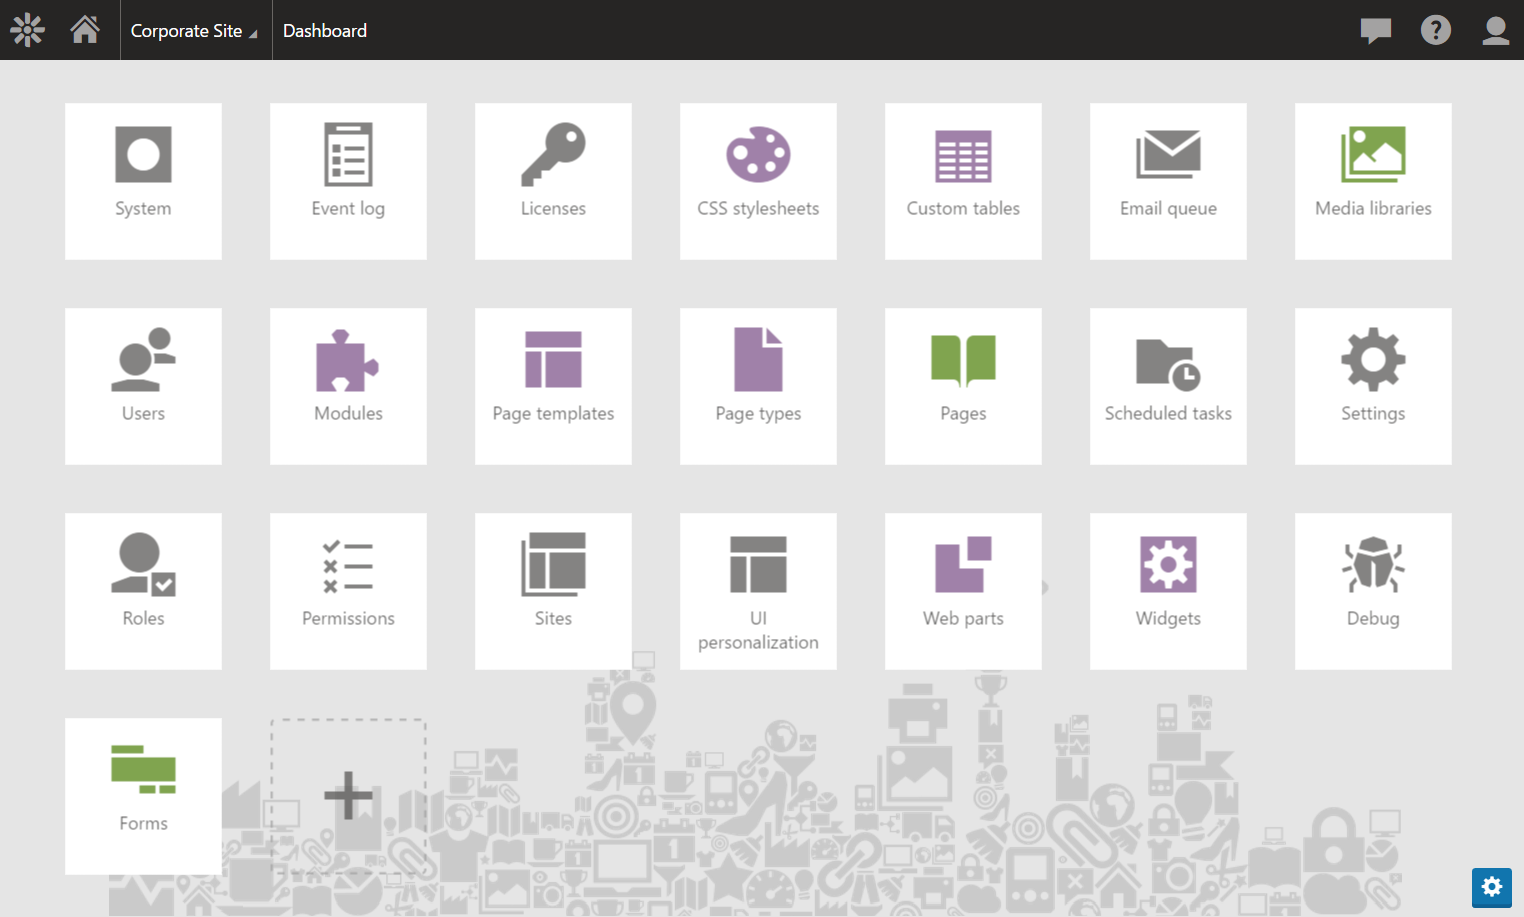 Corporate Site
Dashboard
?
System
Event log
Licenses
CSS stylesheets
Custom tables
Email queue
Media libraries
Users
Modules
Page templates
Page types
Pages
Scheduled tasks
Settings
Roles
Permissions
Sites
UI
personalization
Web parts
Widgets
Debug
Forms